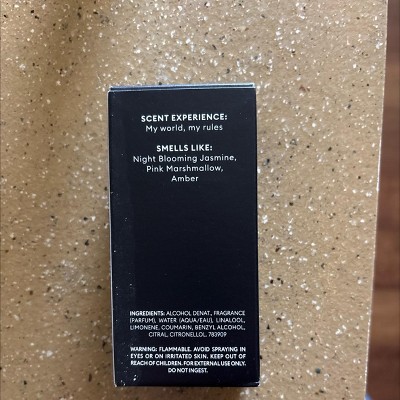 SCENT EXPERIENCE:
My world, my rules
SMELLS LIKE:
Night Blooming Jasmine,
Pink Marshmallow,
Amber
INGREDIENTS: ALCOHOL DENAT., FRAGRANCE
(PARFUM), WATER (AQUA/EAU), LINALOOL,
LIMONENE, COUMARIN, BENZYL ALCOHOL,
CITRAL, CITRONELLOL. 783909
WARNING: FLAMMABLE. AVOID SPRAYING IN
EYES OR ON IRRITATED SKIN. KEEP OUT OF
REACH OF CHILDREN. FOR EXTERNAL USE ONLY.
DO NOT INGEST.